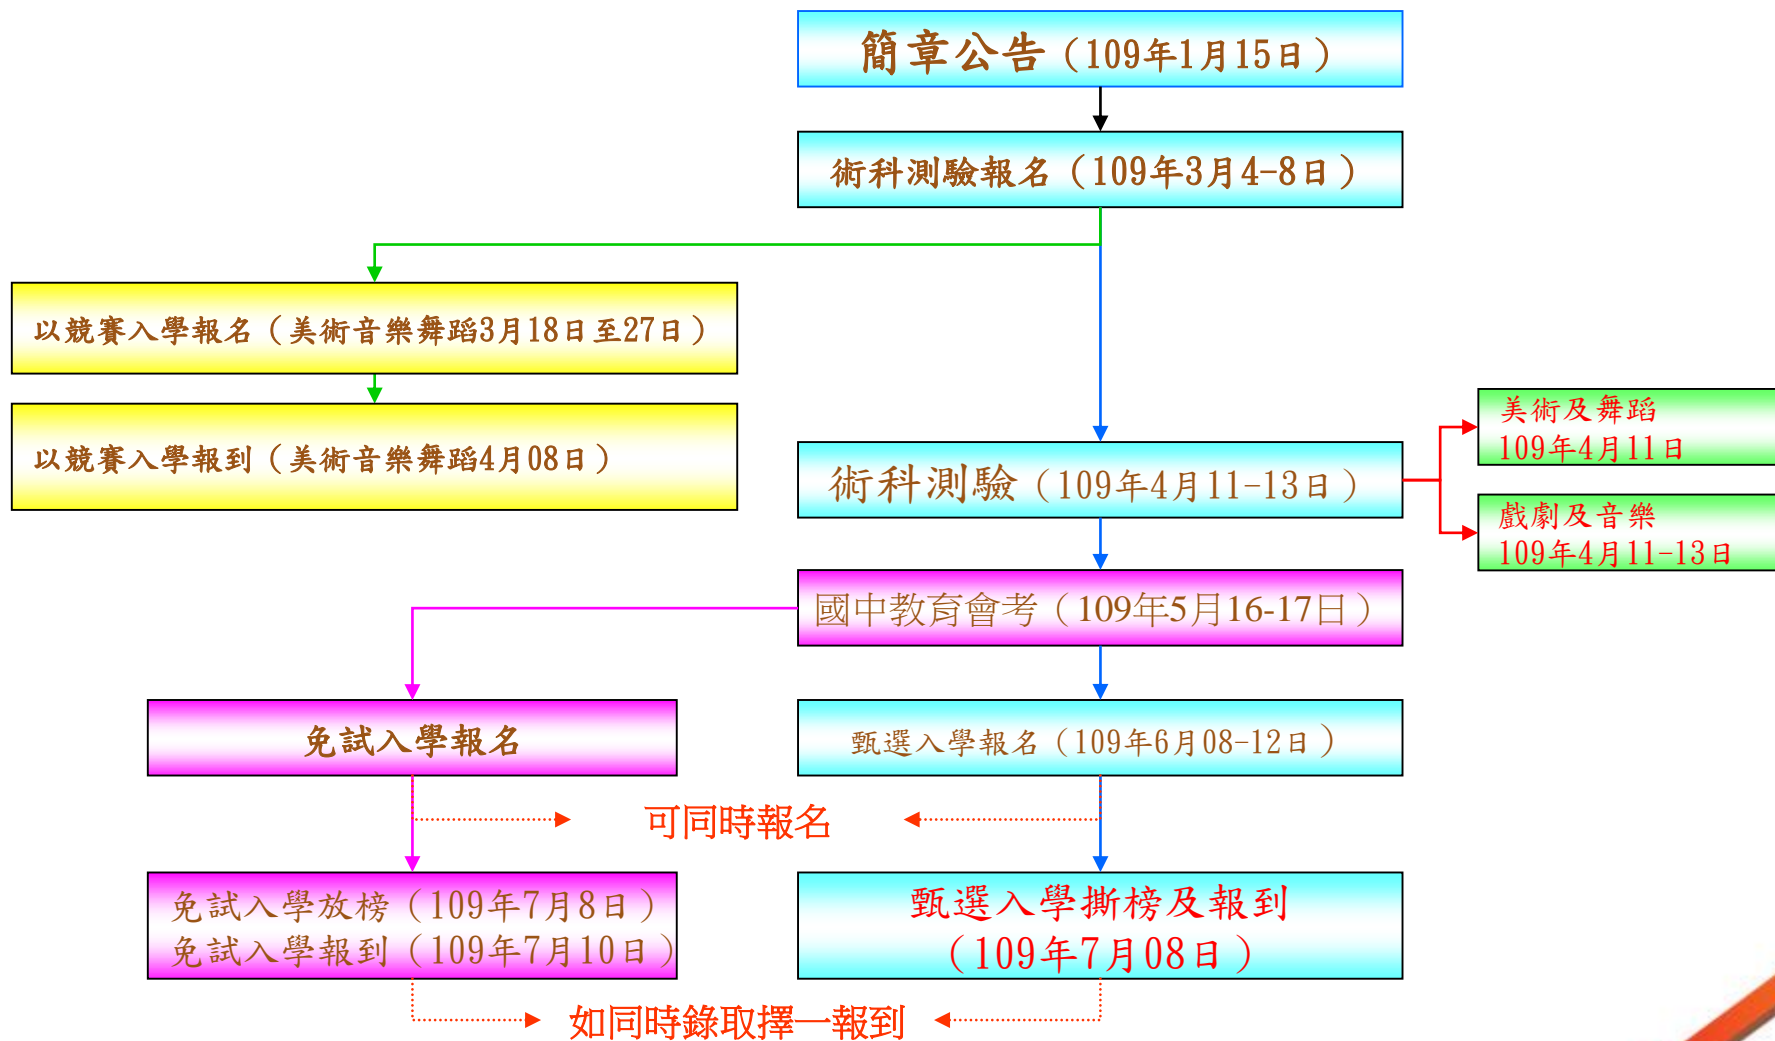 簡章公告（109年1月15日）
術科測驗報名（109年3月4-8日）
以競賽入學報名（美術音樂舞蹈3月18日至27日）
以競賽入學報到（美術音樂舞蹈4月08日）
術科測驗（109年4月11-13日）
美術及舞蹈
109年4月11日
戲劇及音樂
109年4月11-13日
國中教育會考（109年5月16-17日）
免試入學報名
甄選入學報名（109年6月08-12日）
可同時報名
免試入學放榜（109年7月8日）
免試入學報到（109年7月10日）
甄選入學撕榜及報到
（109年7月08日）
如同時錄取擇一報到